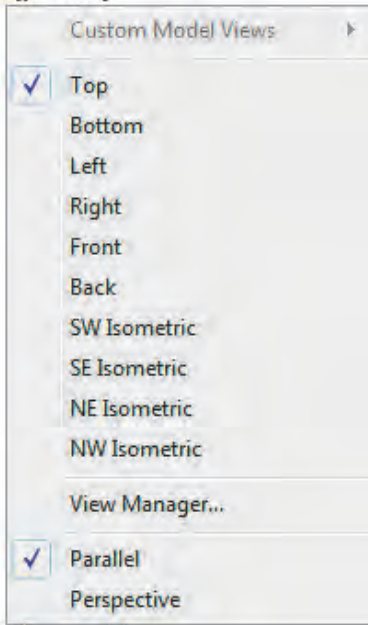 Custom Model Views
Top
Bottom
Left
Right
Front
Back
SW Isometric
SE Isometric
NE Isometric
NW Isometric
View Manager...
Parallel
Perspective